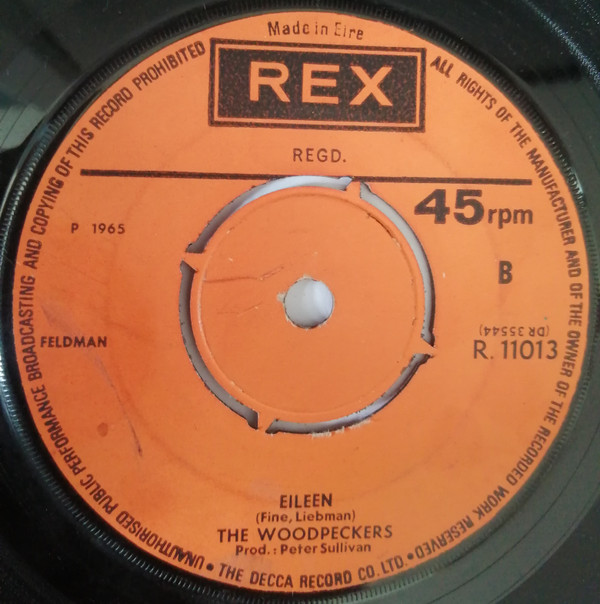 Made in Eire
REX
REGD.
45 rpm
P 1965
B
(DR 35544)
R. 11013
FELDMAN
EILEEN
(Fine, Liebman)
THE WOODPECKERS
Prod.: Peter Sullivan
UNAUTHORISED PUBLIC PERFORMANCE BROADCASTING AND COPYING OF THIS RECORD PROHIBITED
ALL RIGHTS OF THE MANUFACTURER AND OF THE OWNER OF THE RECORDED WORK RESERVED
• THE DECCA RECORD CO. LTD. •